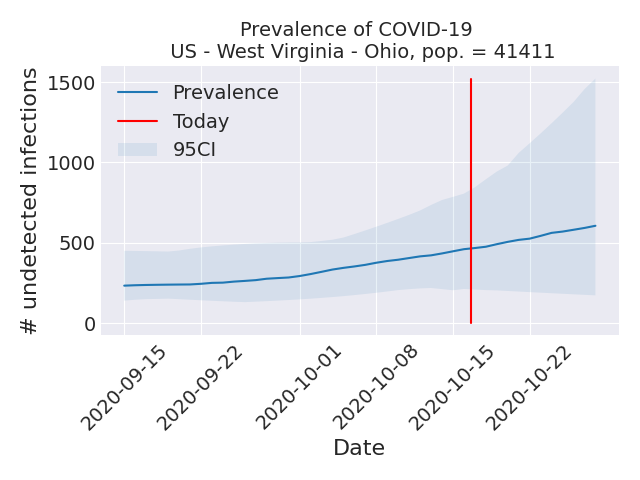 Prevalence of COVID-19
US - West Virginia - Ohio, pop. = 41411
# undetected infections
1500
1000
500
0
Prevalence
Today
95CI
2020-09-15
2020-09-22
2020-10-01
2020-10-08
2020-10-15
2020-10-22
Date